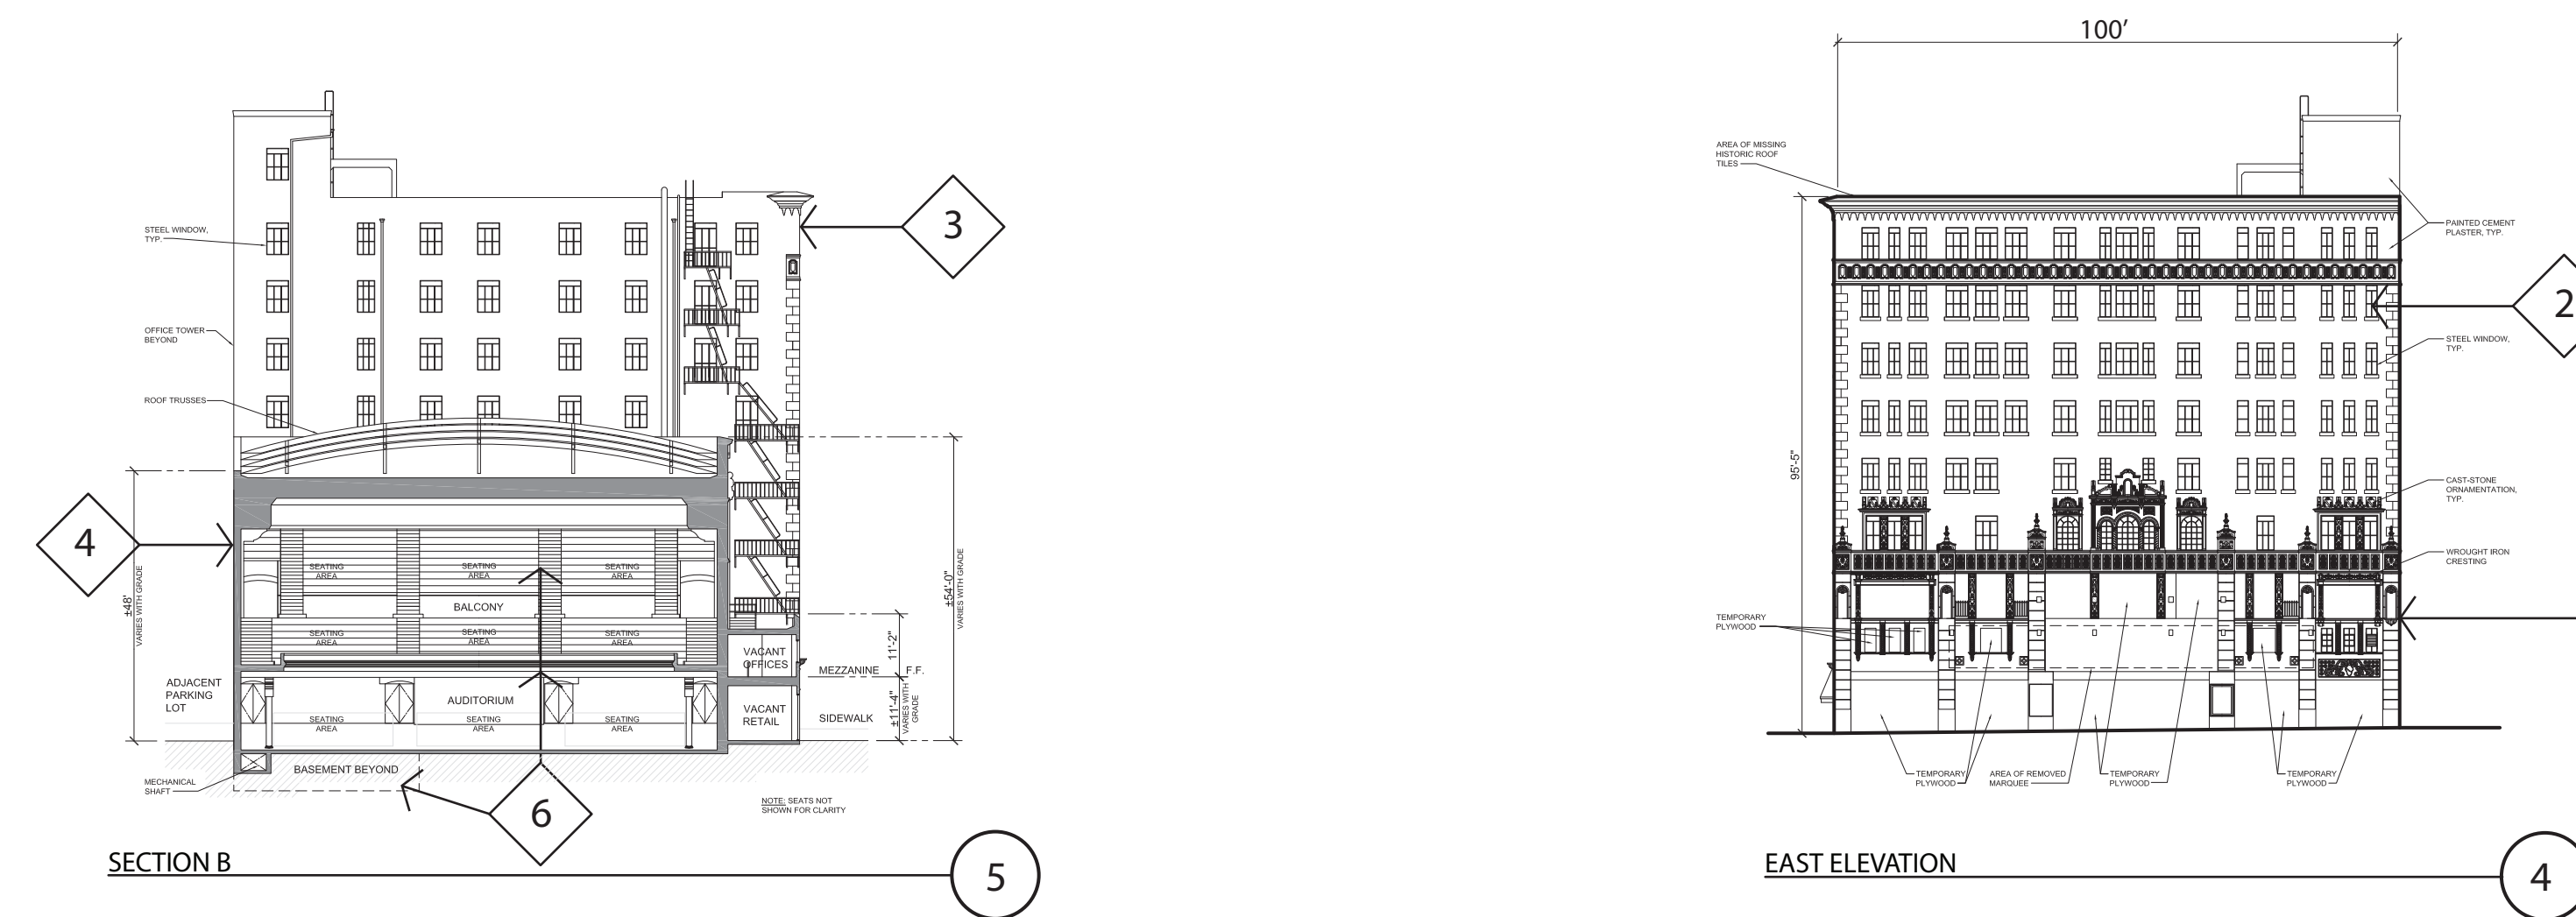 STEEL WINDOW,
TYP.
OFFICE TOWER
BEYOND
ROOF TRUSSES
3
4
±48'
VARIES WITH GRADE
SEATING
AREA
SEATING
AREA
SEATING
AREA
BALCONY
SEATING
AREA
SEATING
AREA
SEATING
AREA
VACANT
OFFICES
11'-2"
MEZZANINE
F.F.
±54'-0"
VARIES WITH GRADE
ADJACENT
PARKING
LOT
AUDITORIUM
SEATING
AREA
SEATING
AREA
SEATING
AREA
VACANT
RETAIL
±11'-4"
VARIES WITH
GRADE
SIDEWALK
MECHANICAL
SHAFT
BASEMENT BEYOND
6
NOTE: SEATS NOT
SHOWN FOR CLARITY
SECTION B
5
100'
AREA OF MISSING
HISTORIC ROOF
TILES
PAINTED CEMENT
PLASTER, TYP.
2
STEEL WINDOW,
TYP.
95'-5"
CAST-STONE
ORNAMENTATION,
TYP.
WROUGHT IRON
CRESTING
TEMPORARY
PLYWOOD
TEMPORARY
PLYWOOD
AREA OF REMOVED
MARQUEE
TEMPORARY
PLYWOOD
TEMPORARY
PLYWOOD
EAST ELEVATION
4